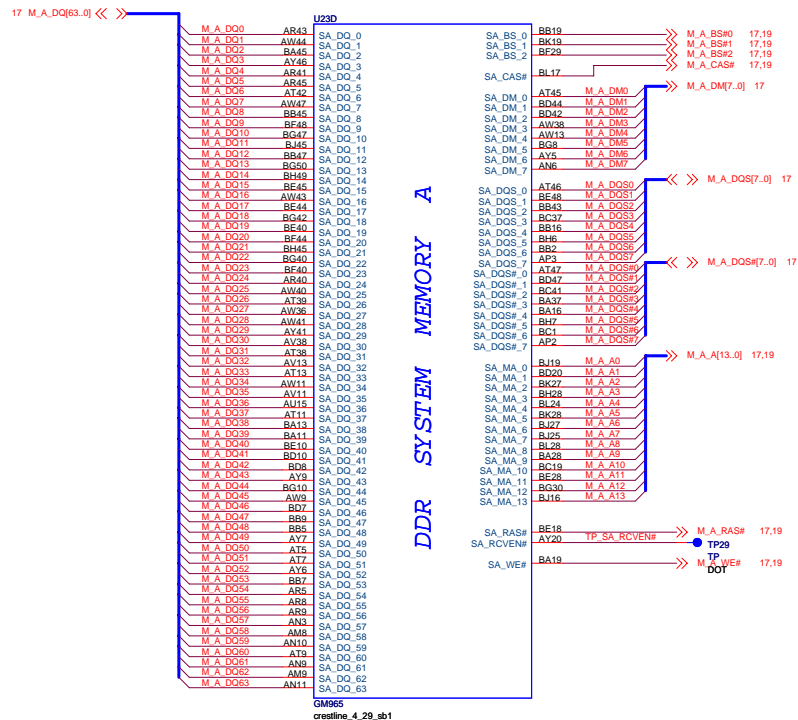 17 M_A_DQ[63..0]
U23D
M_A_DQ0 AR43 SA_DQ_0
M_A_DQ1 AW44 SA_DQ_1
M_A_DQ2 BA45 SA_DQ_2
M_A_DQ3 AY46 SA_DQ_3
M_A_DQ4 AR41 SA_DQ_4
M_A_DQ5 AR45 SA_DQ_5
M_A_DQ6 AT42 SA_DQ_6
M_A_DQ7 AW47 SA_DQ_7
M_A_DQ8 BB45 SA_DQ_8
M_A_DQ9 BF48 SA_DQ_9
M_A_DQ10 BG47 SA_DQ_10
M_A_DQ11 BJ45 SA_DQ_11
M_A_DQ12 BB47 SA_DQ_12
M_A_DQ13 BG50 SA_DQ_13
M_A_DQ14 BH49 SA_DQ_14
M_A_DQ15 BE45 SA_DQ_15
M_A_DQ16 AW43 SA_DQ_16
M_A_DQ17 BE44 SA_DQ_17
M_A_DQ18 BG42 SA_DQ_18
M_A_DQ19 BE40 SA_DQ_19
M_A_DQ20 BF44 SA_DQ_20
M_A_DQ21 BH45 SA_DQ_21
M_A_DQ22 BG40 SA_DQ_22
M_A_DQ23 BF40 SA_DQ_23
M_A_DQ24 AR40 SA_DQ_24
M_A_DQ25 AW40 SA_DQ_25
M_A_DQ26 AT39 SA_DQ_26
M_A_DQ27 AW36 SA_DQ_27
M_A_DQ28 AW41 SA_DQ_28
M_A_DQ29 AY41 SA_DQ_29
M_A_DQ30 AV38 SA_DQ_30
M_A_DQ31 AT38 SA_DQ_31
M_A_DQ32 AV13 SA_DQ_32
M_A_DQ33 AT13 SA_DQ_33
M_A_DQ34 AW11 SA_DQ_34
M_A_DQ35 AV11 SA_DQ_35
M_A_DQ36 AU15 SA_DQ_36
M_A_DQ37 AT11 SA_DQ_37
M_A_DQ38 BA13 SA_DQ_38
M_A_DQ39 BA11 SA_DQ_39
M_A_DQ40 BE10 SA_DQ_40
M_A_DQ41 BD10 SA_DQ_41
M_A_DQ42 BD8 SA_DQ_42
M_A_DQ43 AY9 SA_DQ_43
M_A_DQ44 BG10 SA_DQ_44
M_A_DQ45 AW9 SA_DQ_45
M_A_DQ46 BD7 SA_DQ_46
M_A_DQ47 BB9 SA_DQ_47
M_A_DQ48 BB5 SA_DQ_48
M_A_DQ49 AY7 SA_DQ_49
M_A_DQ50 AT5 SA_DQ_50
M_A_DQ51 AT7 SA_DQ_51
M_A_DQ52 AY6 SA_DQ_52
M_A_DQ53 BB7 SA_DQ_53
M_A_DQ54 AR5 SA_DQ_54
M_A_DQ55 AR8 SA_DQ_55
M_A_DQ56 AR9 SA_DQ_56
M_A_DQ57 AN3 SA_DQ_57
M_A_DQ58 AM8 SA_DQ_58
M_A_DQ59 AN10 SA_DQ_59
M_A_DQ60 AT9 SA_DQ_60
M_A_DQ61 AN9 SA_DQ_61
M_A_DQ62 AM9 SA_DQ_62
M_A_DQ63 AN11 SA_DQ_63
DDR SYSTEM MEMORY A
SA_BS_0 BB19 M_A_BS#0 17,19
SA_BS_1 BK19 M_A_BS#1 17,19
SA_BS_2 BF29 M_A_BS#2 17,19
SA_CAS# BL17 M_A_CAS# 17,19
M_A_DM[7..0] 17
SA_DM_0 AT45 M_A_DM0
SA_DM_1 BD44 M_A_DM1
SA_DM_2 BD42 M_A_DM2
SA_DM_3 AW38 M_A_DM3
SA_DM_4 AW13 M_A_DM4
SA_DM_5 BG8 M_A_DM5
SA_DM_6 AY5 M_A_DM6
SA_DM_7 AN6 M_A_DM7
M_A_DQS[7..0] 17
SA_DQS_0 AT46 M_A_DQS0
SA_DQS_1 BE48 M_A_DQS1
SA_DQS_2 BB43 M_A_DQS2
SA_DQS_3 BC37 M_A_DQS3
SA_DQS_4 BB16 M_A_DQS4
SA_DQS_5 BH6 M_A_DQS5
SA_DQS_6 BB2 M_A_DQS6
SA_DQS_7 AP3 M_A_DQS7
M_A_DQS#[7..0] 17
SA_DQS#_0 AT47 M_A_DQS#0
SA_DQS#_1 BD47 M_A_DQS#1
SA_DQS#_2 BC41 M_A_DQS#2
SA_DQS#_3 BA37 M_A_DQS#3
SA_DQS#_4 BA16 M_A_DQS#4
SA_DQS#_5 BH7 M_A_DQS#5
SA_DQS#_6 BC1 M_A_DQS#6
SA_DQS#_7 AP2 M_A_DQS#7
M_A_A[13..0] 17,19
SA_MA_0 BJ19 M_A_A0
SA_MA_1 BD20 M_A_A1
SA_MA_2 BK27 M_A_A2
SA_MA_3 BH28 M_A_A3
SA_MA_4 BL24 M_A_A4
SA_MA_5 BK28 M_A_A5
SA_MA_6 BJ27 M_A_A6
SA_MA_7 BJ25 M_A_A7
SA_MA_8 BL28 M_A_A8
SA_MA_9 BA28 M_A_A9
SA_MA_10 BC19 M_A_A10
SA_MA_11 BE28 M_A_A11
SA_MA_12 BG30 M_A_A12
SA_MA_13 BJ16 M_A_A13
SA_RAS# BE18 M_A_RAS# 17,19
SA_RCVEN# AY20 TP_SA_RCVEN# TP29
TP
DOT
SA_WE# BA19 M_A_WE# 17,19
GM965
crestline_4_29_sb1